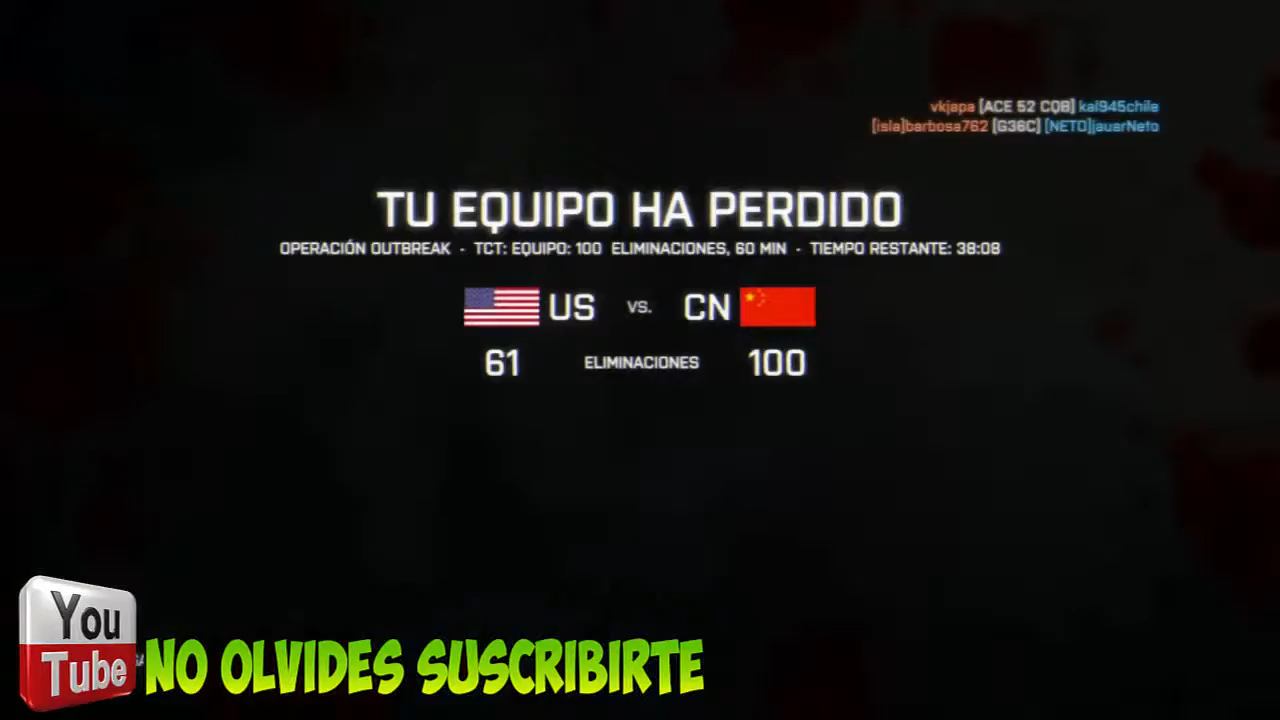 vkjapa [ACE 52 CQB] kai945chile
[isla]barbosa762 [G36C] [NETO]jauarNeto
TU EQUIPO HA PERDIDO
OPERACIÓN OUTBREAK - TCT: EQUIPO: 100 ELIMINACIONES, 60 MIN - TIEMPO RESTANTE: 38:08
US VS. CN
61 ELIMINACIONES 100
You
Tube
NO OLVIDES SUSCRIBIRTE